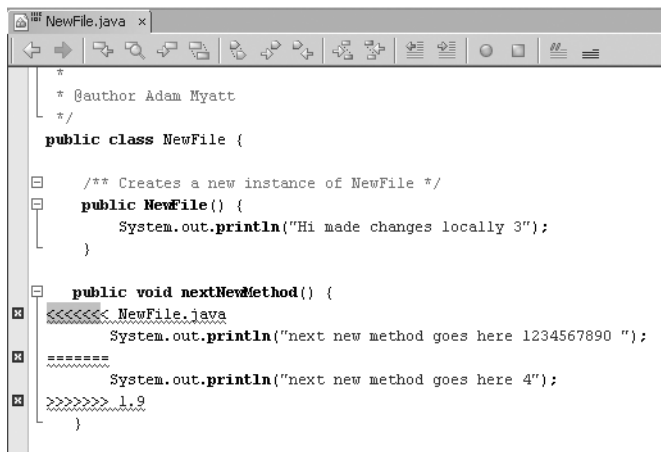 NewFile.java x
*
* @author Adam Myatt
*/
public class NewFile {
/** Creates a new instance of NewFile */
public NewFile() {
System.out.println("Hi made changes locally 3");
}
public void nextNewMethod() {
<<<<<<< NewFile.java
System.out.println("next new method goes here 1234567890 ");
=======
System.out.println("next new method goes here 4");
>>>>>>> 1.9
}